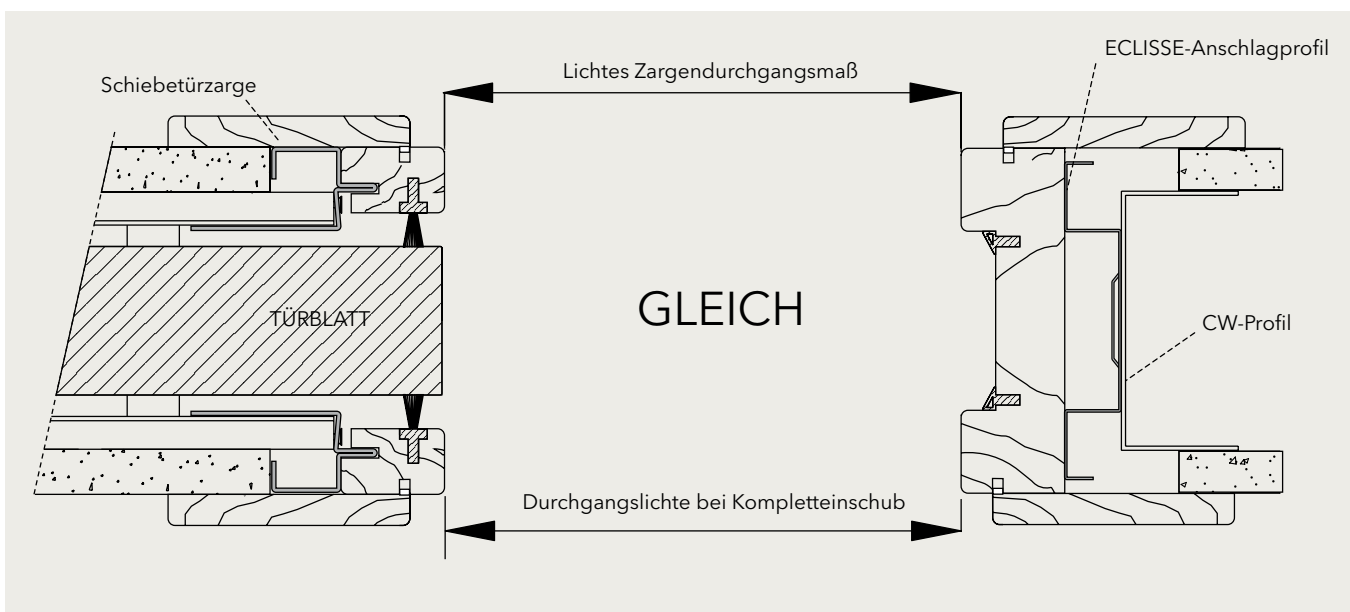 ECLISSE-Anschlagprofil
Lichtes Zargendurchgangsmaß
Schiebetürzarge
GLEICH
TÜRBLATT
CW-Profil
Durchgangslichte bei Kompletteinschub